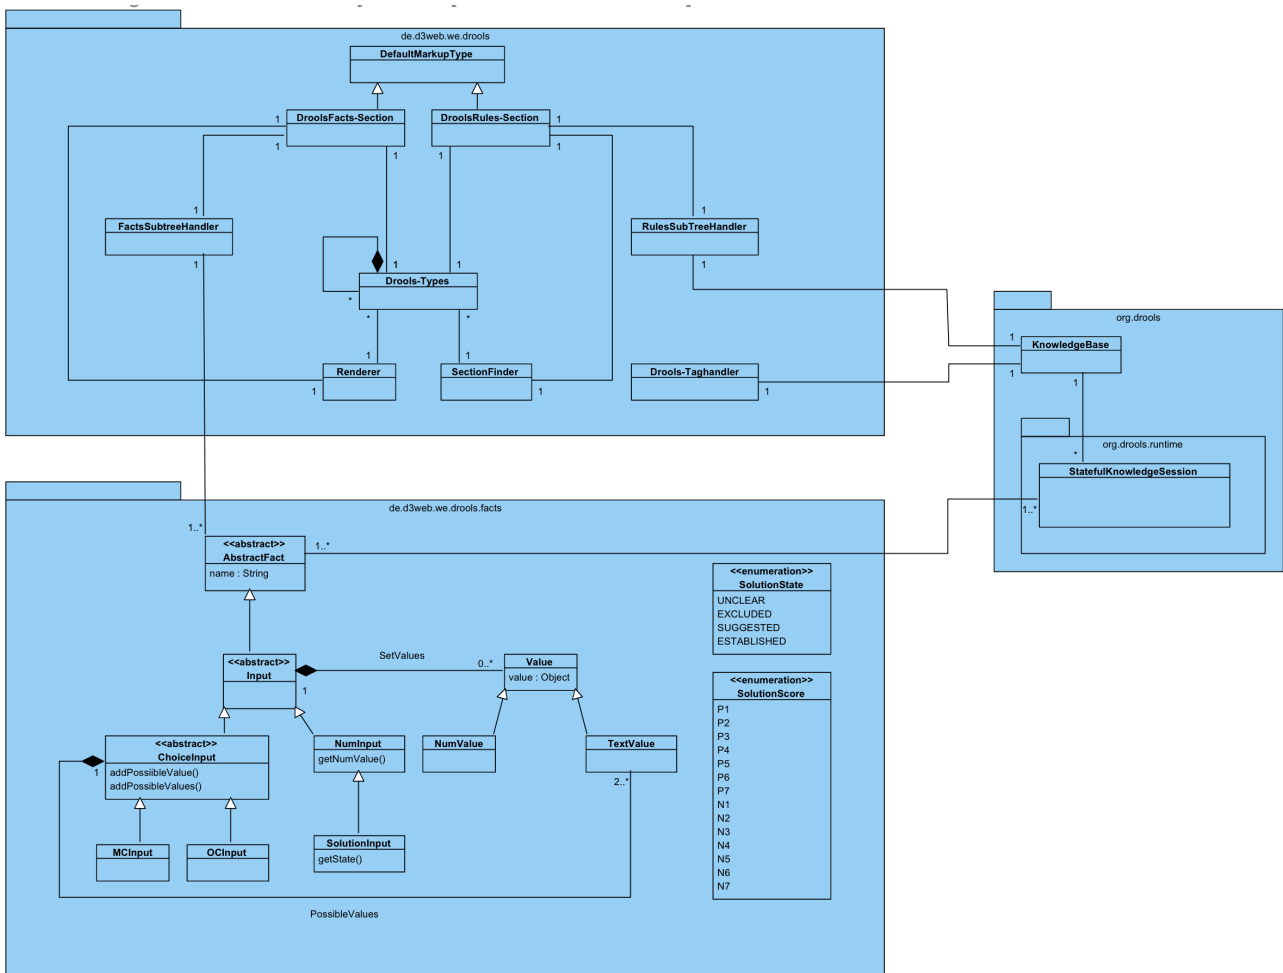 de.d3web.we.drools
DefaultMarkupType
DroolsFacts-Section
DroolsRules-Section
1
1
1
1
1
1
1
1
FactsSubtreeHandler
RulesSubTreeHandler
1
1
1
1
Drools-Types
*
*
*
1
1
Renderer
SectionFinder
Drools-Taghandler
1
1
1
org.drools
1
KnowledgeBase
1
1
org.drools.runtime
*
StatefulKnowledgeSession
1..*
de.d3web.we.drools.facts
1..*
<<abstract>>
AbstractFact
name : String
1..*
<<enumeration>>
SolutionState
UNCLEAR
EXCLUDED
SUGGESTED
ESTABLISHED
<<abstract>>
Input
1
SetValues
0..*
Value
value : Object
<<enumeration>>
SolutionScore
P1
P2
P3
P4
P5
P6
P7
N1
N2
N3
N4
N5
N6
N7
<<abstract>>
ChoiceInput
addPossiibleValue()
addPossibleValues()
1
NumInput
getNumValue()
NumValue
TextValue
2..*
MCInput
OCInput
SolutionInput
getState()
PossibleValues